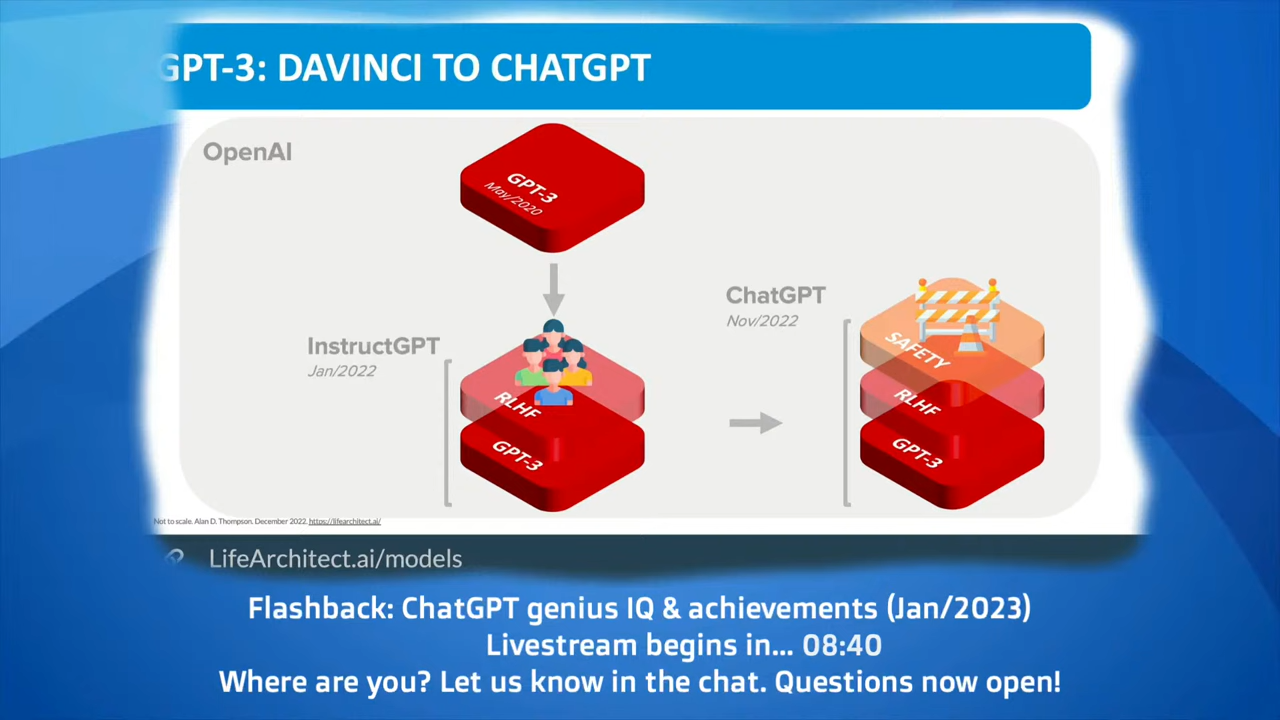 GPT-3: DAVINCI TO CHATGPT
OpenAI
GPT-3
May/2020
InstructGPT
Jan/2022
RLHF
GPT-3
ChatGPT
Nov/2022
SAFETY
RLHF
GPT-3
Not to scale. Alan D. Thompson. December 2022. https://lifearchitect.ai/
LifeArchitect.ai/models
Flashback: ChatGPT genius IQ & achievements (Jan/2023)
Livestream begins in... 08:40
Where are you? Let us know in the chat. Questions now open!